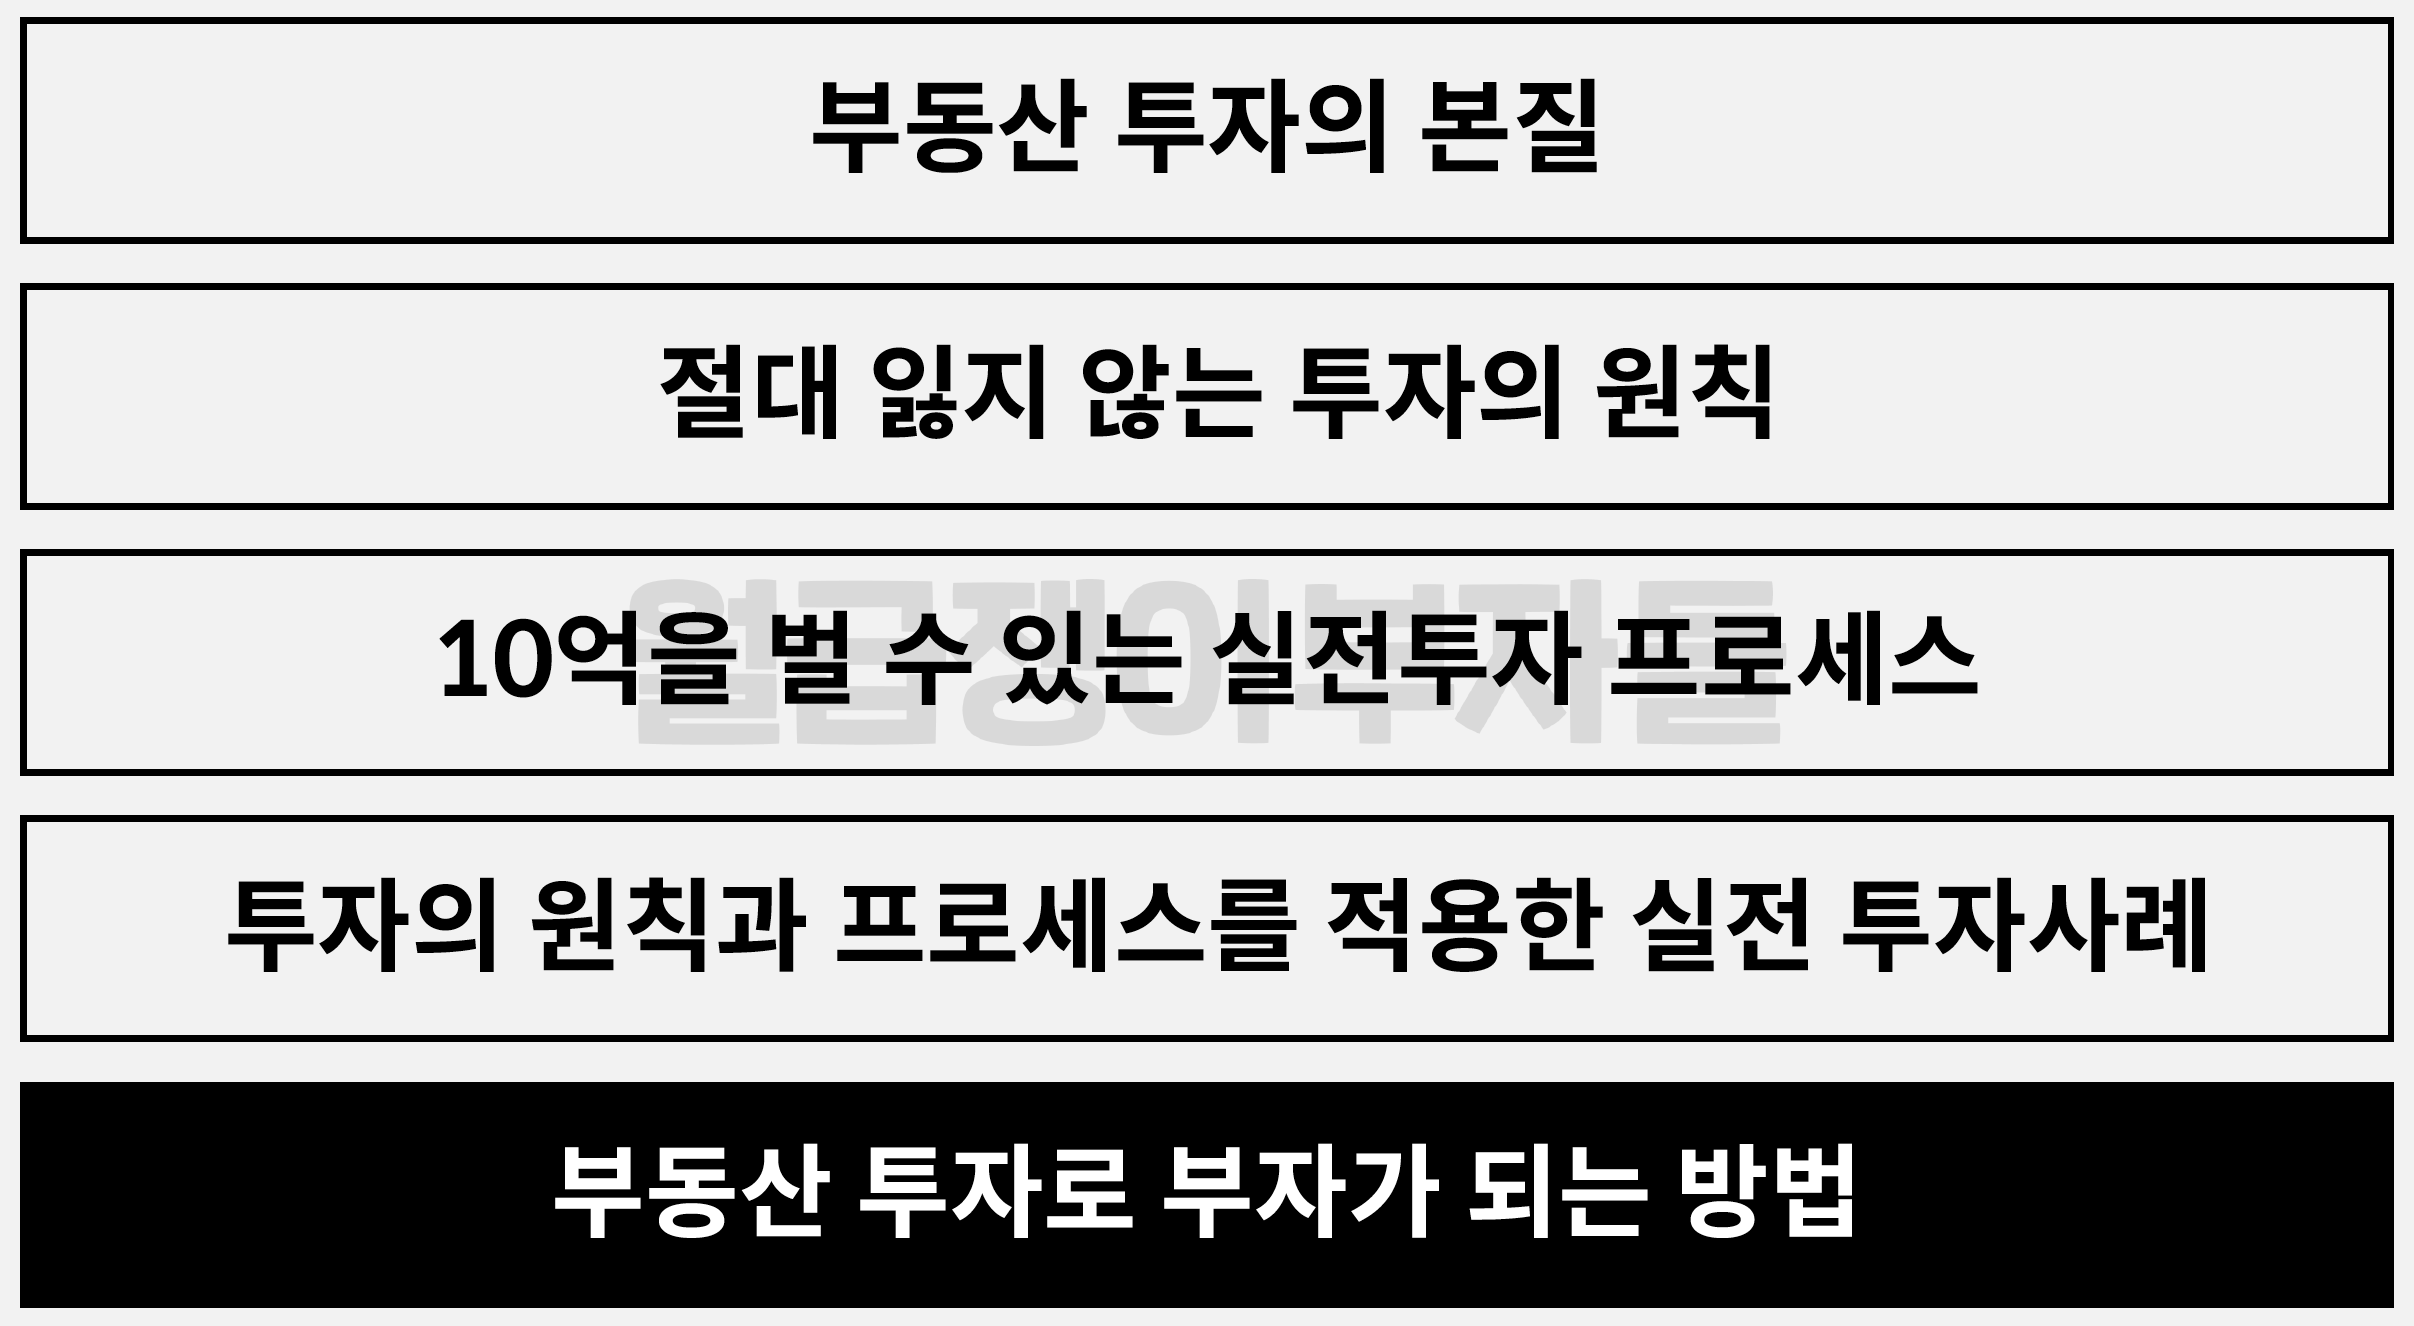 부동산 투자의 본질
절대 잃지 않는 투자의 원칙
월급쟁이부자들
10억을 벌 수 있는 실전투자 프로세스
투자의 원칙과 프로세스를 적용한 실전 투자사례
부동산 투자로 부자가 되는 방법